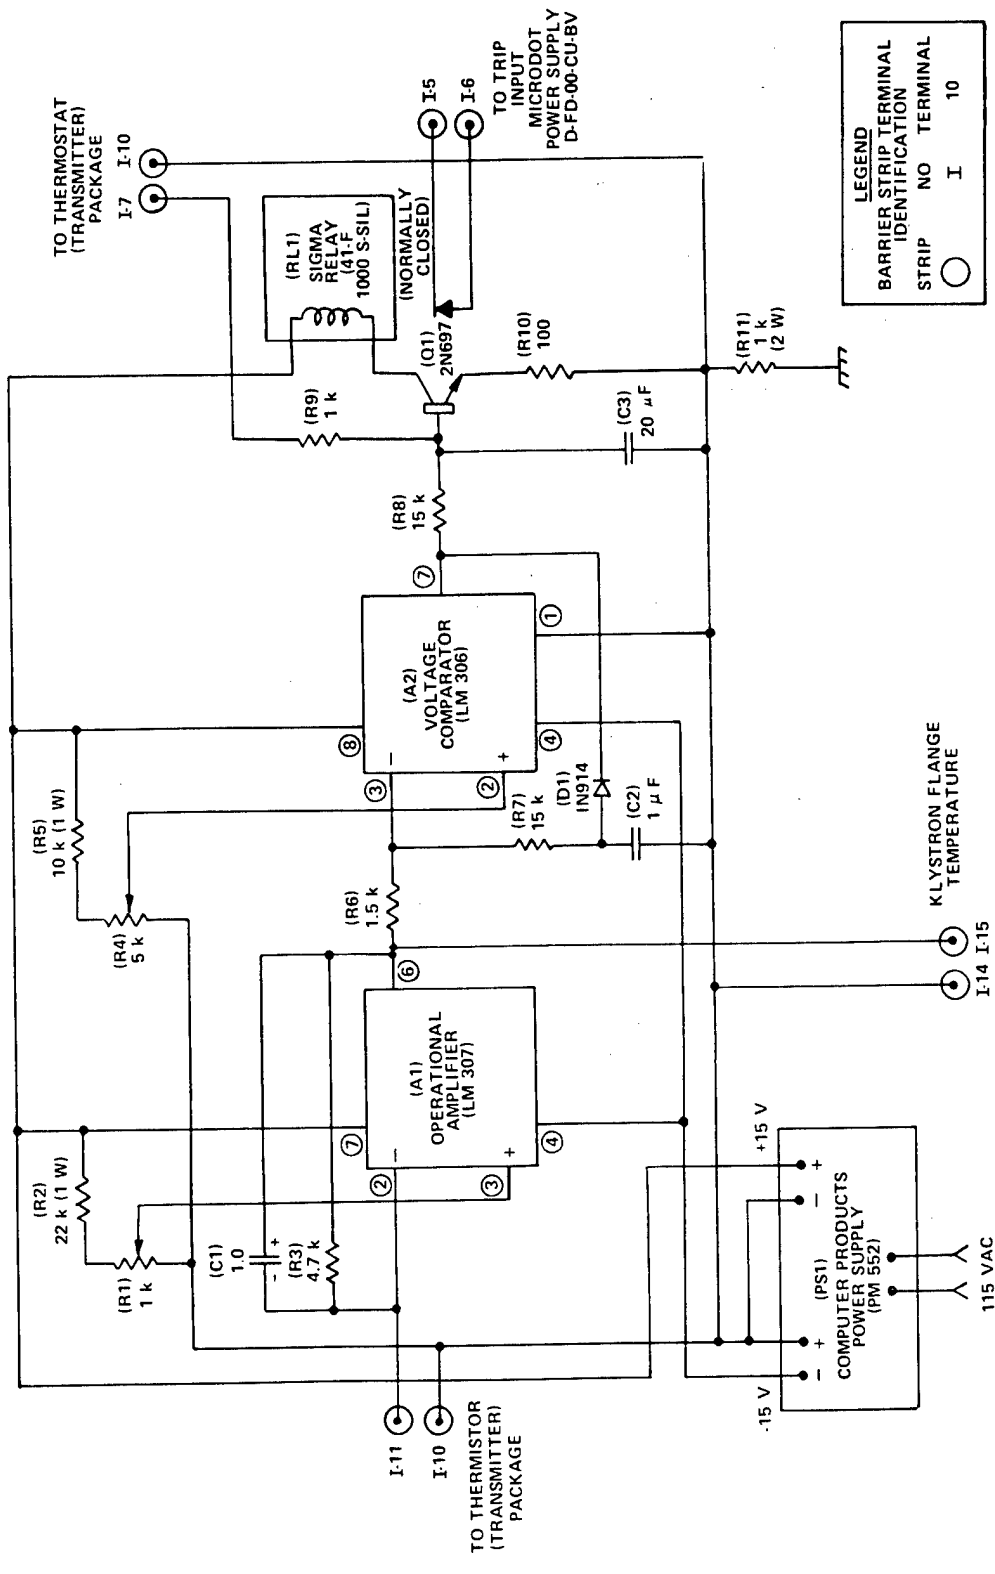 TO THERMOSTAT
(TRANSMITTER)
PACKAGE
I-7
I-10
(RL1)
SIGMA
RELAY
(41-F
1000 S-SIL)
(NORMALLY
CLOSED)
I-5
I-6
TO TRIP
INPUT
MICRODOT
POWER SUPPLY
D-FD-00-CU-BV
(R2)
22 k (1 W)
(R1)
1 k
(R5)
10 k (1 W)
(R4)
5 k
(R9)
1 k
(Q1)
2N697
(R10)
100
(C1)
1.0
- +
(R3)
4.7 k
(A1)
OPERATIONAL
AMPLIFIER
(LM 307)
2
-
3
+
7
4
6
(R6)
1.5 k
(A2)
VOLTAGE
COMPARATOR
(LM 306)
3
-
2
+
8
4
1
7
(R8)
15 k
(R7)
15 k
(D1)
IN914
(C2)
1 µF
(C3)
20 µF
(R11)
1 k
(2 W)
I-11
I-10
TO THERMISTOR
(TRANSMITTER)
PACKAGE
-15 V
+15 V
- + - +
(PS1)
COMPUTER PRODUCTS
POWER SUPPLY
(PM 552)
115 VAC
I-14
I-15
KLYSTRON FLANGE
TEMPERATURE
LEGEND
BARRIER STRIP TERMINAL
IDENTIFICATION
STRIP NO TERMINAL
I 10